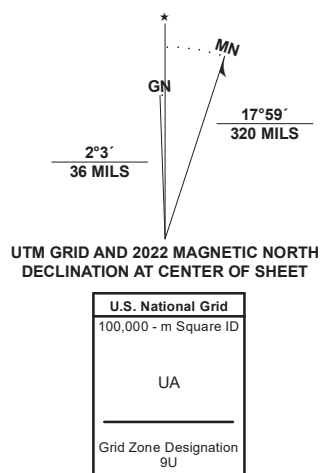 ★
MN
GN
17°59´
320 MILS
2°3´
36 MILS
UTM GRID AND 2022 MAGNETIC NORTH
DECLINATION AT CENTER OF SHEET
U.S. National Grid
100,000 - m Square ID
UA
Grid Zone Designation
9U